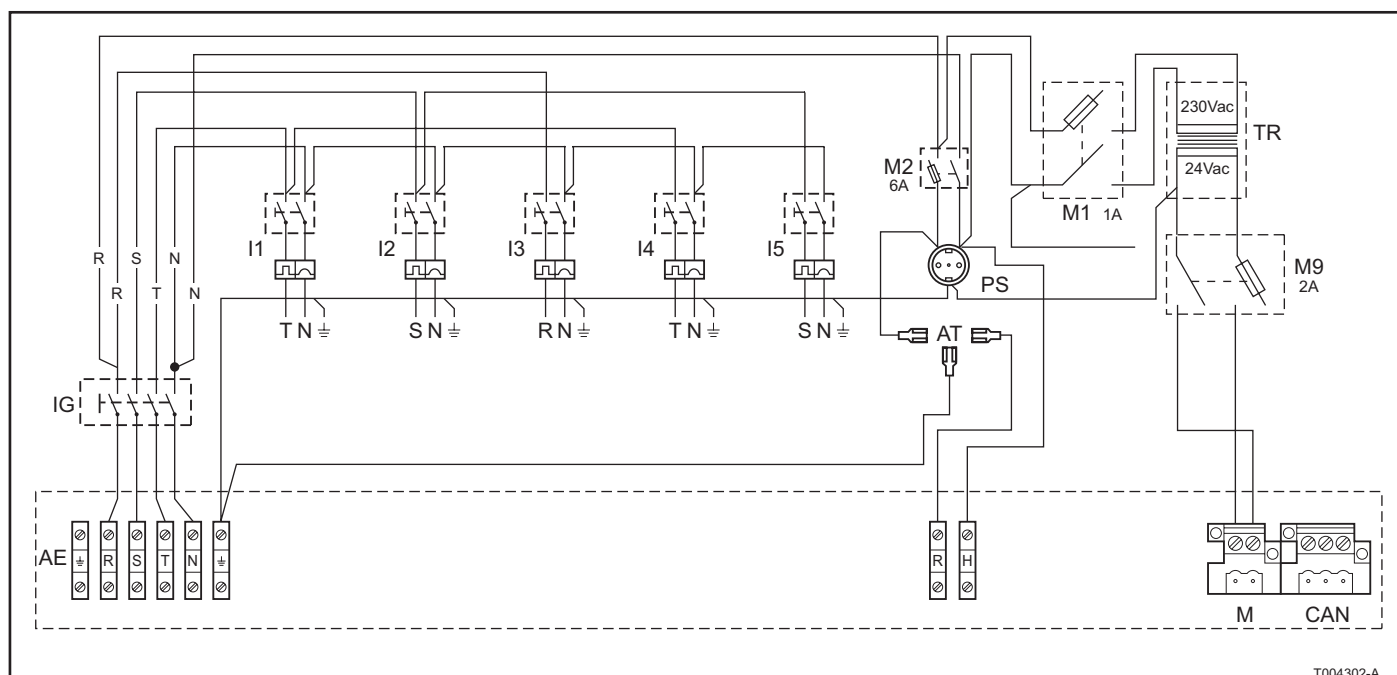 230Vac
TR
24Vac
M2
6A
M1 1A
I1
I2
I3
I4
I5
PS
M9
2A
R
S
N
R
T
N
T N ⏚
S N ⏚
R N ⏚
T N ⏚
S N ⏚
AT
IG
AE
⏚
R
S
T
N
⏚
R
H
M
CAN
T004302-A